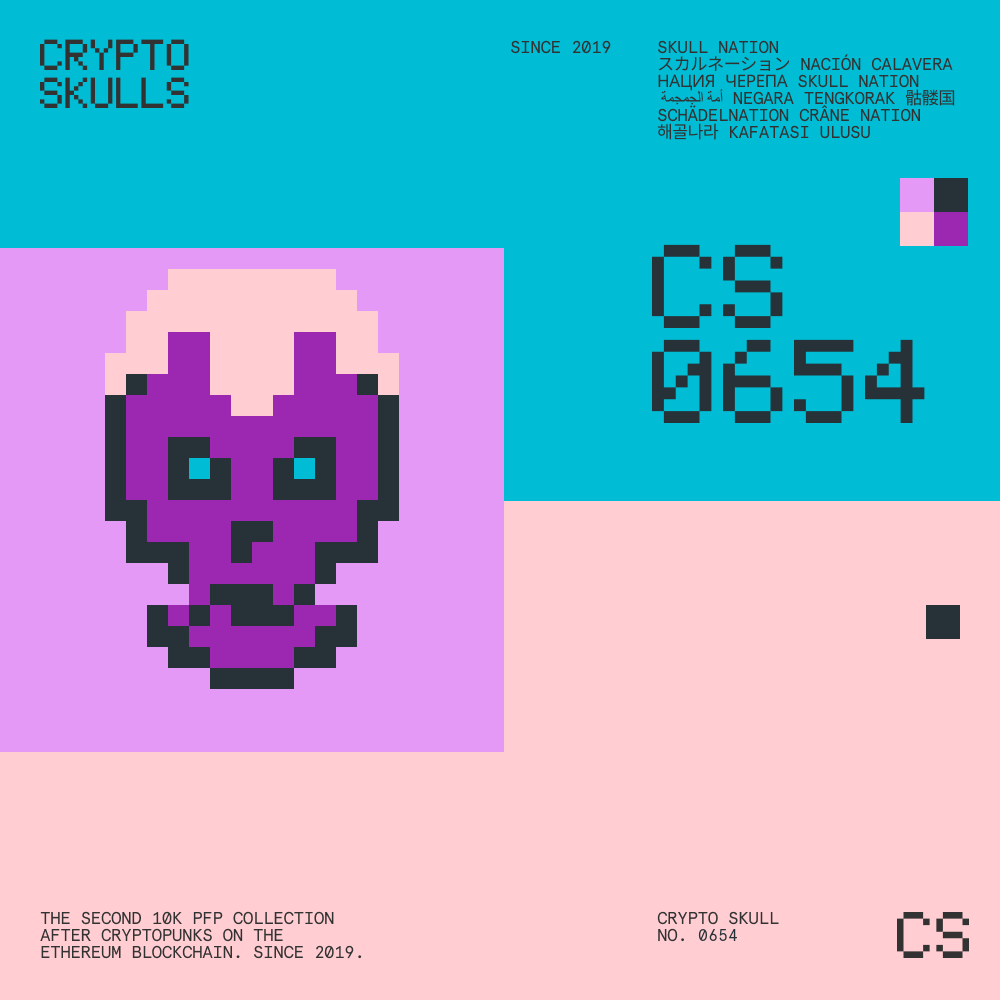 CRYPTO
SKULLS
SINCE 2019
SKULL NATION
スカルネーション NACIÓN CALAVERA
НАЦИЯ ЧЕРЕПА SKULL NATION
أمة الجمجمة NEGARA TENGKORAK 骷髅国
SCHÄDELNATION CRÂNE NATION
해골나라 KAFATASI ULUSU
CS
0654
THE SECOND 10K PFP COLLECTION
AFTER CRYPTOPUNKS ON THE
ETHEREUM BLOCKCHAIN. SINCE 2019.
CRYPTO SKULL
NO. 0654
CS